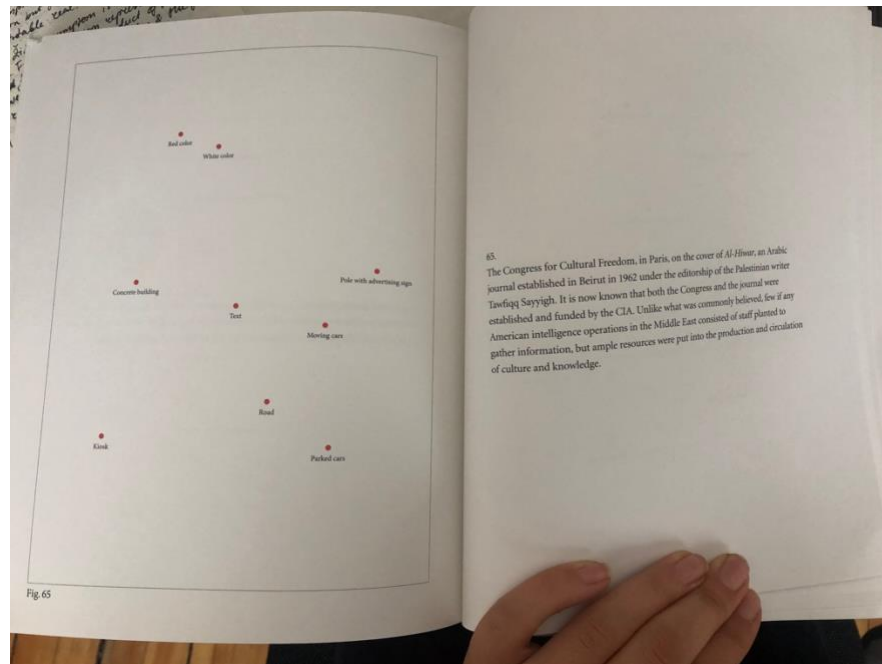 Red color
White color
Concrete building
Pole with advertising sign
Text
Moving cars
Road
Kiosk
Parked cars
Fig. 65
65.
The Congress for Cultural Freedom, in Paris, on the cover of Al-Hiwar, an Arabic
journal established in Beirut in 1962 under the editorship of the Palestinian writer
Tawfiqq Sayyigh. It is now known that both the Congress and the journal were
established and funded by the CIA. Unlike what was commonly believed, few if any
American intelligence operations in the Middle East consisted of staff planted to
gather information, but ample resources were put into the production and circulation
of culture and knowledge.